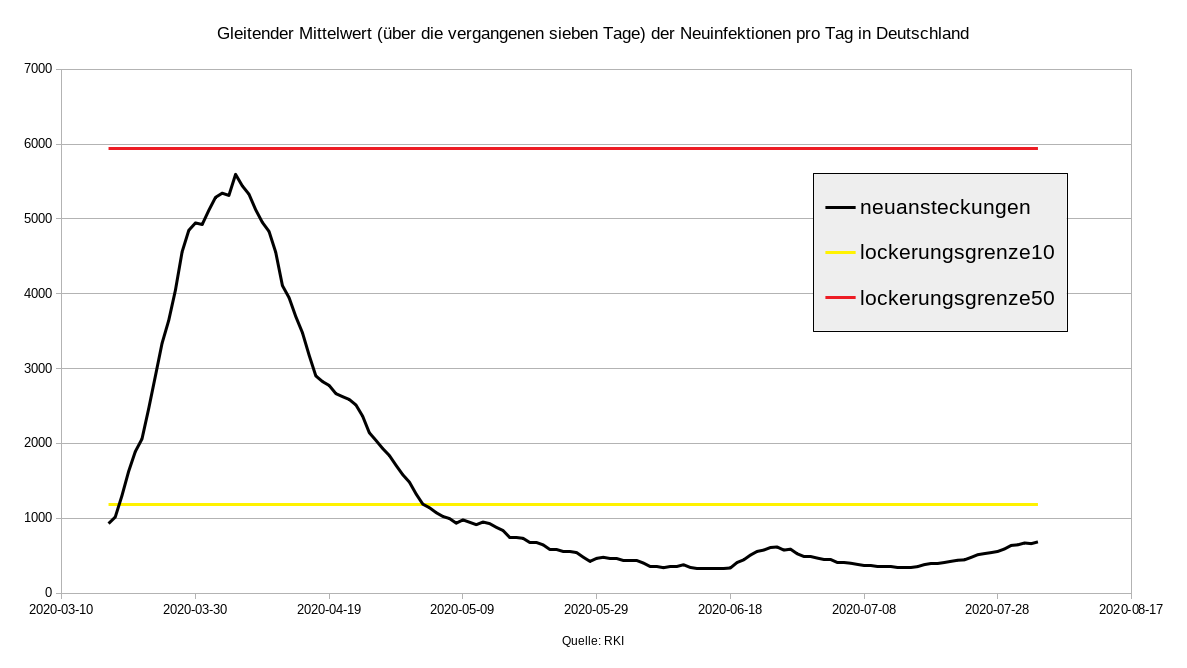 Gleitender Mittelwert (über die vergangenen sieben Tage) der Neuinfektionen pro Tag in Deutschland
7000
6000
5000
4000
3000
2000
1000
0
neuansteckungen
lockerungsgrenze10
lockerungsgrenze50
2020-03-10 2020-03-30 2020-04-19 2020-05-09 2020-05-29 2020-06-18 2020-07-08 2020-07-28 2020-08-17
Quelle: RKI